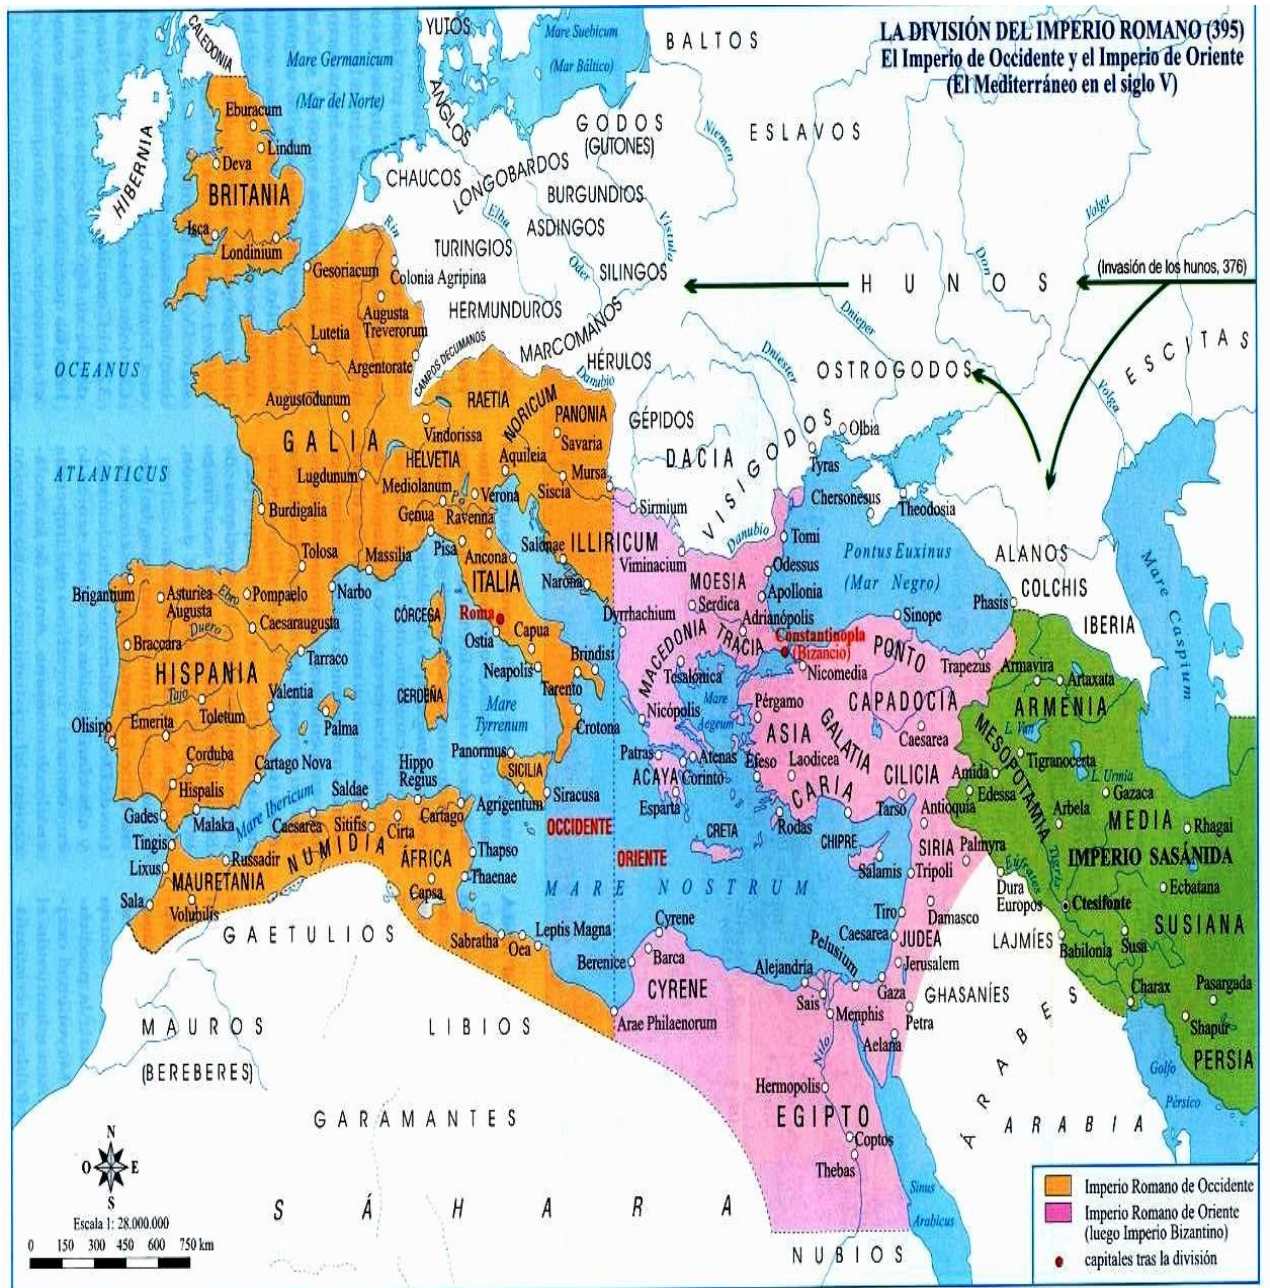 LA DIVISIÓN DEL IMPERIO ROMANO (395)
El Imperio de Occidente y el Imperio de Oriente
(El Mediterráneo en el siglo V)
CALEDONIA
YUTOS
Mare Germanicum
(Mar del Norte)
Mare Suebicum
(Mar Báltico)
BALTOS
HIBERNIA
Eburacum
Lindum
Deva
BRITANIA
Isca
Londinium
ANGLOS
GODOS
(GUTONES)
ESLAVOS
Niemen
CHAUCOS
LONGOBARDOS
BURGUNDIOS
ASDINGOS
Elba
Vístula
Oder
Rin
TURINGIOS
SILINGOS
Volga
Don
Gesoriacum
Colonia Agripina
HUNOS
(Invasión de los hunos, 376)
Augusta
Treverorum
HERMUNDUROS
MARCOMANOS
Dnieper
Lutetia
Argentorate
CAMPOS DECUMANOS
HÉRULOS
Danubio
Dniester
OSTROGODOS
ESCITAS
Volga
OCEANUS
ATLANTICUS
Augustodunum
GALIA
Vindorissa
RAETIA
NORICUM
PANONIA
Savaria
GÉPIDOS
DACIA
VISIGODOS
Olbia
Tyras
HELVETIA
Aquileia
Mursa
Lugdunum
Mediolanum
Po
Verona
Siscia
Chersonesus
Theodosia
Burdigalia
Genua
Ravenna
Sirmium
Danubio
Tomi
Tolosa
Massilia
Pisa
Ancona
Salonae
ILLIRICUM
Viminacium
Pontus Euxinus
(Mar Negro)
ALANOS
COLCHIS
Mare Caspium
Brigantium
Asturica
Augusta
Ebro
Pompaelo
Narbo
ITALIA
Narona
MOESIA
Odessus
Apollonia
Phasis
IBERIA
Duero
Caesaraugusta
CÓRCEGA
Roma
Ostia
Capua
Dyrrhachium
Serdica
Adrianópolis
Sinope
Braccara
Tarraco
Neapolis
Brindisi
MACEDONIA
TRACIA
Constantinopla
(Bizancio)
PONTO
Trapezus
Armavira
Artaxata
HISPANIA
CERDEÑA
Tarento
Tesalónica
Nicomedia
Tajo
Valentia
Toletum
Palma
Mare
Tyrrenum
Crotona
Nicópolis
Mare
Aegeum
Pérgamo
CAPADOCIA
ARMENIA
Olisipo
Emerita
ASIA
GALATIA
Caesarea
MESOPOTAMIA
L. Van
Corduba
Cartago Nova
Panormus
Patras
Atenas
Efeso
Laodicea
Tigranocerta
Hispalis
Hippo
Regius
SICILIA
ACAYA
Corinto
CARIA
CILICIA
Amida
L. Urmia
Gades
Malaka
Mare Ibericum
Saldae
Agrigentum
Siracusa
Esparta
Tarso
Edessa
Gazaca
Tingis
Caesarea
Sitifis
Cirta
Cartago
OCCIDENTE
CRETA
Rodas
CHIPRE
Antioquía
Arbela
MEDIA
Rhagai
Lixus
Russadir
NUMIDIA
ÁFRICA
Thapso
ORIENTE
SIRIA
Palmyra
IMPERIO SASÁNIDA
MAURETANIA
Capsa
Thaenae
MARE NOSTRUM
Salamis
Tripoli
Éufrates
Tigris
Sala
Volubilis
Dura
Europos
Ctesifonte
Ecbatana
GAETULIOS
Leptis Magna
Cyrene
Tiro
Damasco
SUSIANA
Sabratha
Oea
Barca
Caesarea
JUDEA
LAJMÍES
Babilonia
Susa
Berenice
Alejandría
Pelusium
Jerusalem
CYRENE
Sais
Gaza
GHASANÍES
Charax
Pasargada
MAUROS
(BEREBERES)
LIBIOS
Arae Philaenorum
Menphis
Petra
Shapur
Aelana
Nilo
ÁRABES
PERSIA
Golfo
Pérsico
Hermopolis
GARAMANTES
EGIPTO
ARABIA
Coptos
Thebas
SÁHARA
Sinus
Arabicus
NUBIOS
N
O
E
S
Escala 1: 28.000.000
0 150 300 450 600 750 km
Imperio Romano de Occidente
Imperio Romano de Oriente
(luego Imperio Bizantino)
capitales tras la división